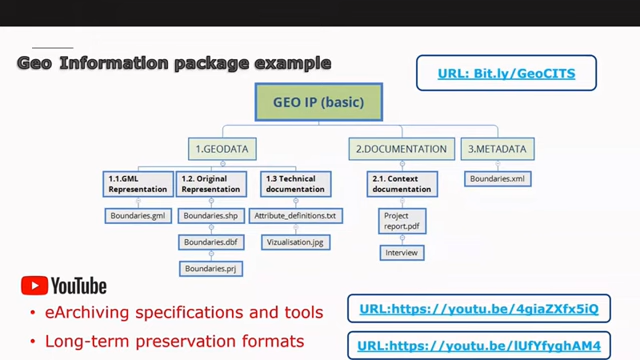 Geo Information package example
URL: Bit.ly/GeoCITS
GEO IP (basic)
1.GEODATA
2.DOCUMENTATION
3.METADATA
1.1.GML
Representation
1.2. Original
Representation
1.3 Technical
documentation
2.1. Context
documentation
Boundaries.xml
Boundaries.gml
Boundaries.shp
Attribute_definitions.txt
Project
report.pdf
Boundaries.dbf
Vizualisation.jpg
Interview
Boundaries.prj
YouTube
• eArchiving specifications and tools
URL:https://youtu.be/4giaZXfx5iQ
• Long-term preservation formats
URL:https://youtu.be/lUfYfyghAM4